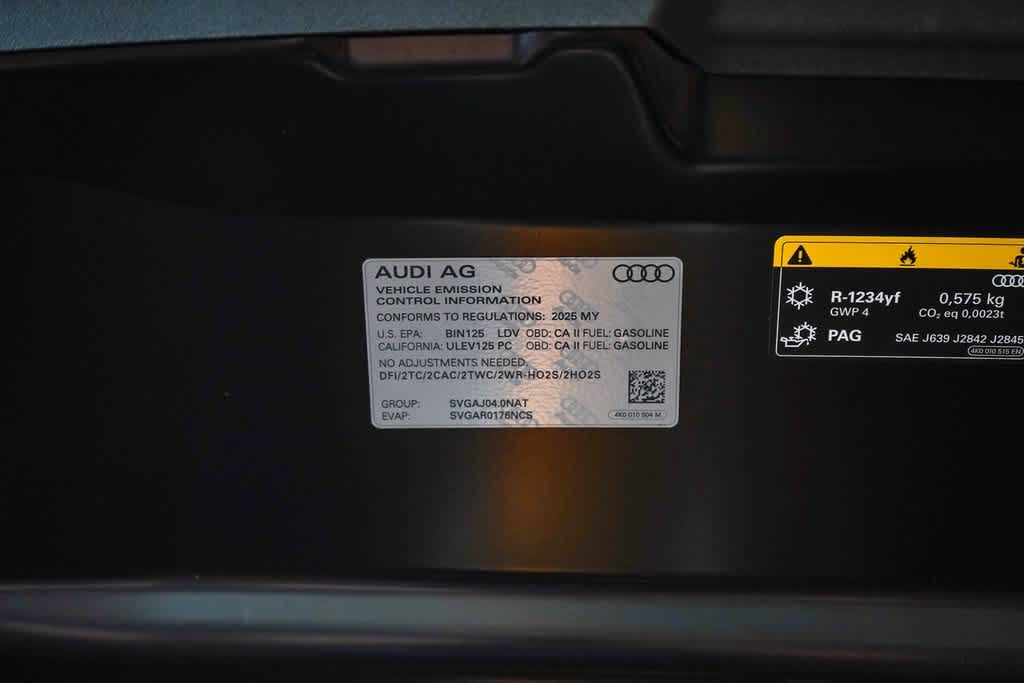 AUDI AG
VEHICLE EMISSION
CONTROL INFORMATION
CONFORMS TO REGULATIONS: 2025 MY
U.S. EPA: BIN125 LDV OBD: CA II FUEL: GASOLINE
CALIFORNIA: ULEV125 PC OBD: CA II FUEL: GASOLINE
NO ADJUSTMENTS NEEDED.
DFI/2TC/2CAC/2TWC/2WR-HO2S/2HO2S
GROUP: SVGAJ04.0NAT
EVAP: SVGAR0176NCS
4K0 010 504 M
R-1234yf 0,575 kg
GWP 4 CO₂ eq 0,0023t
PAG SAE J639 J2842 J2845
4K0 010 515 EN